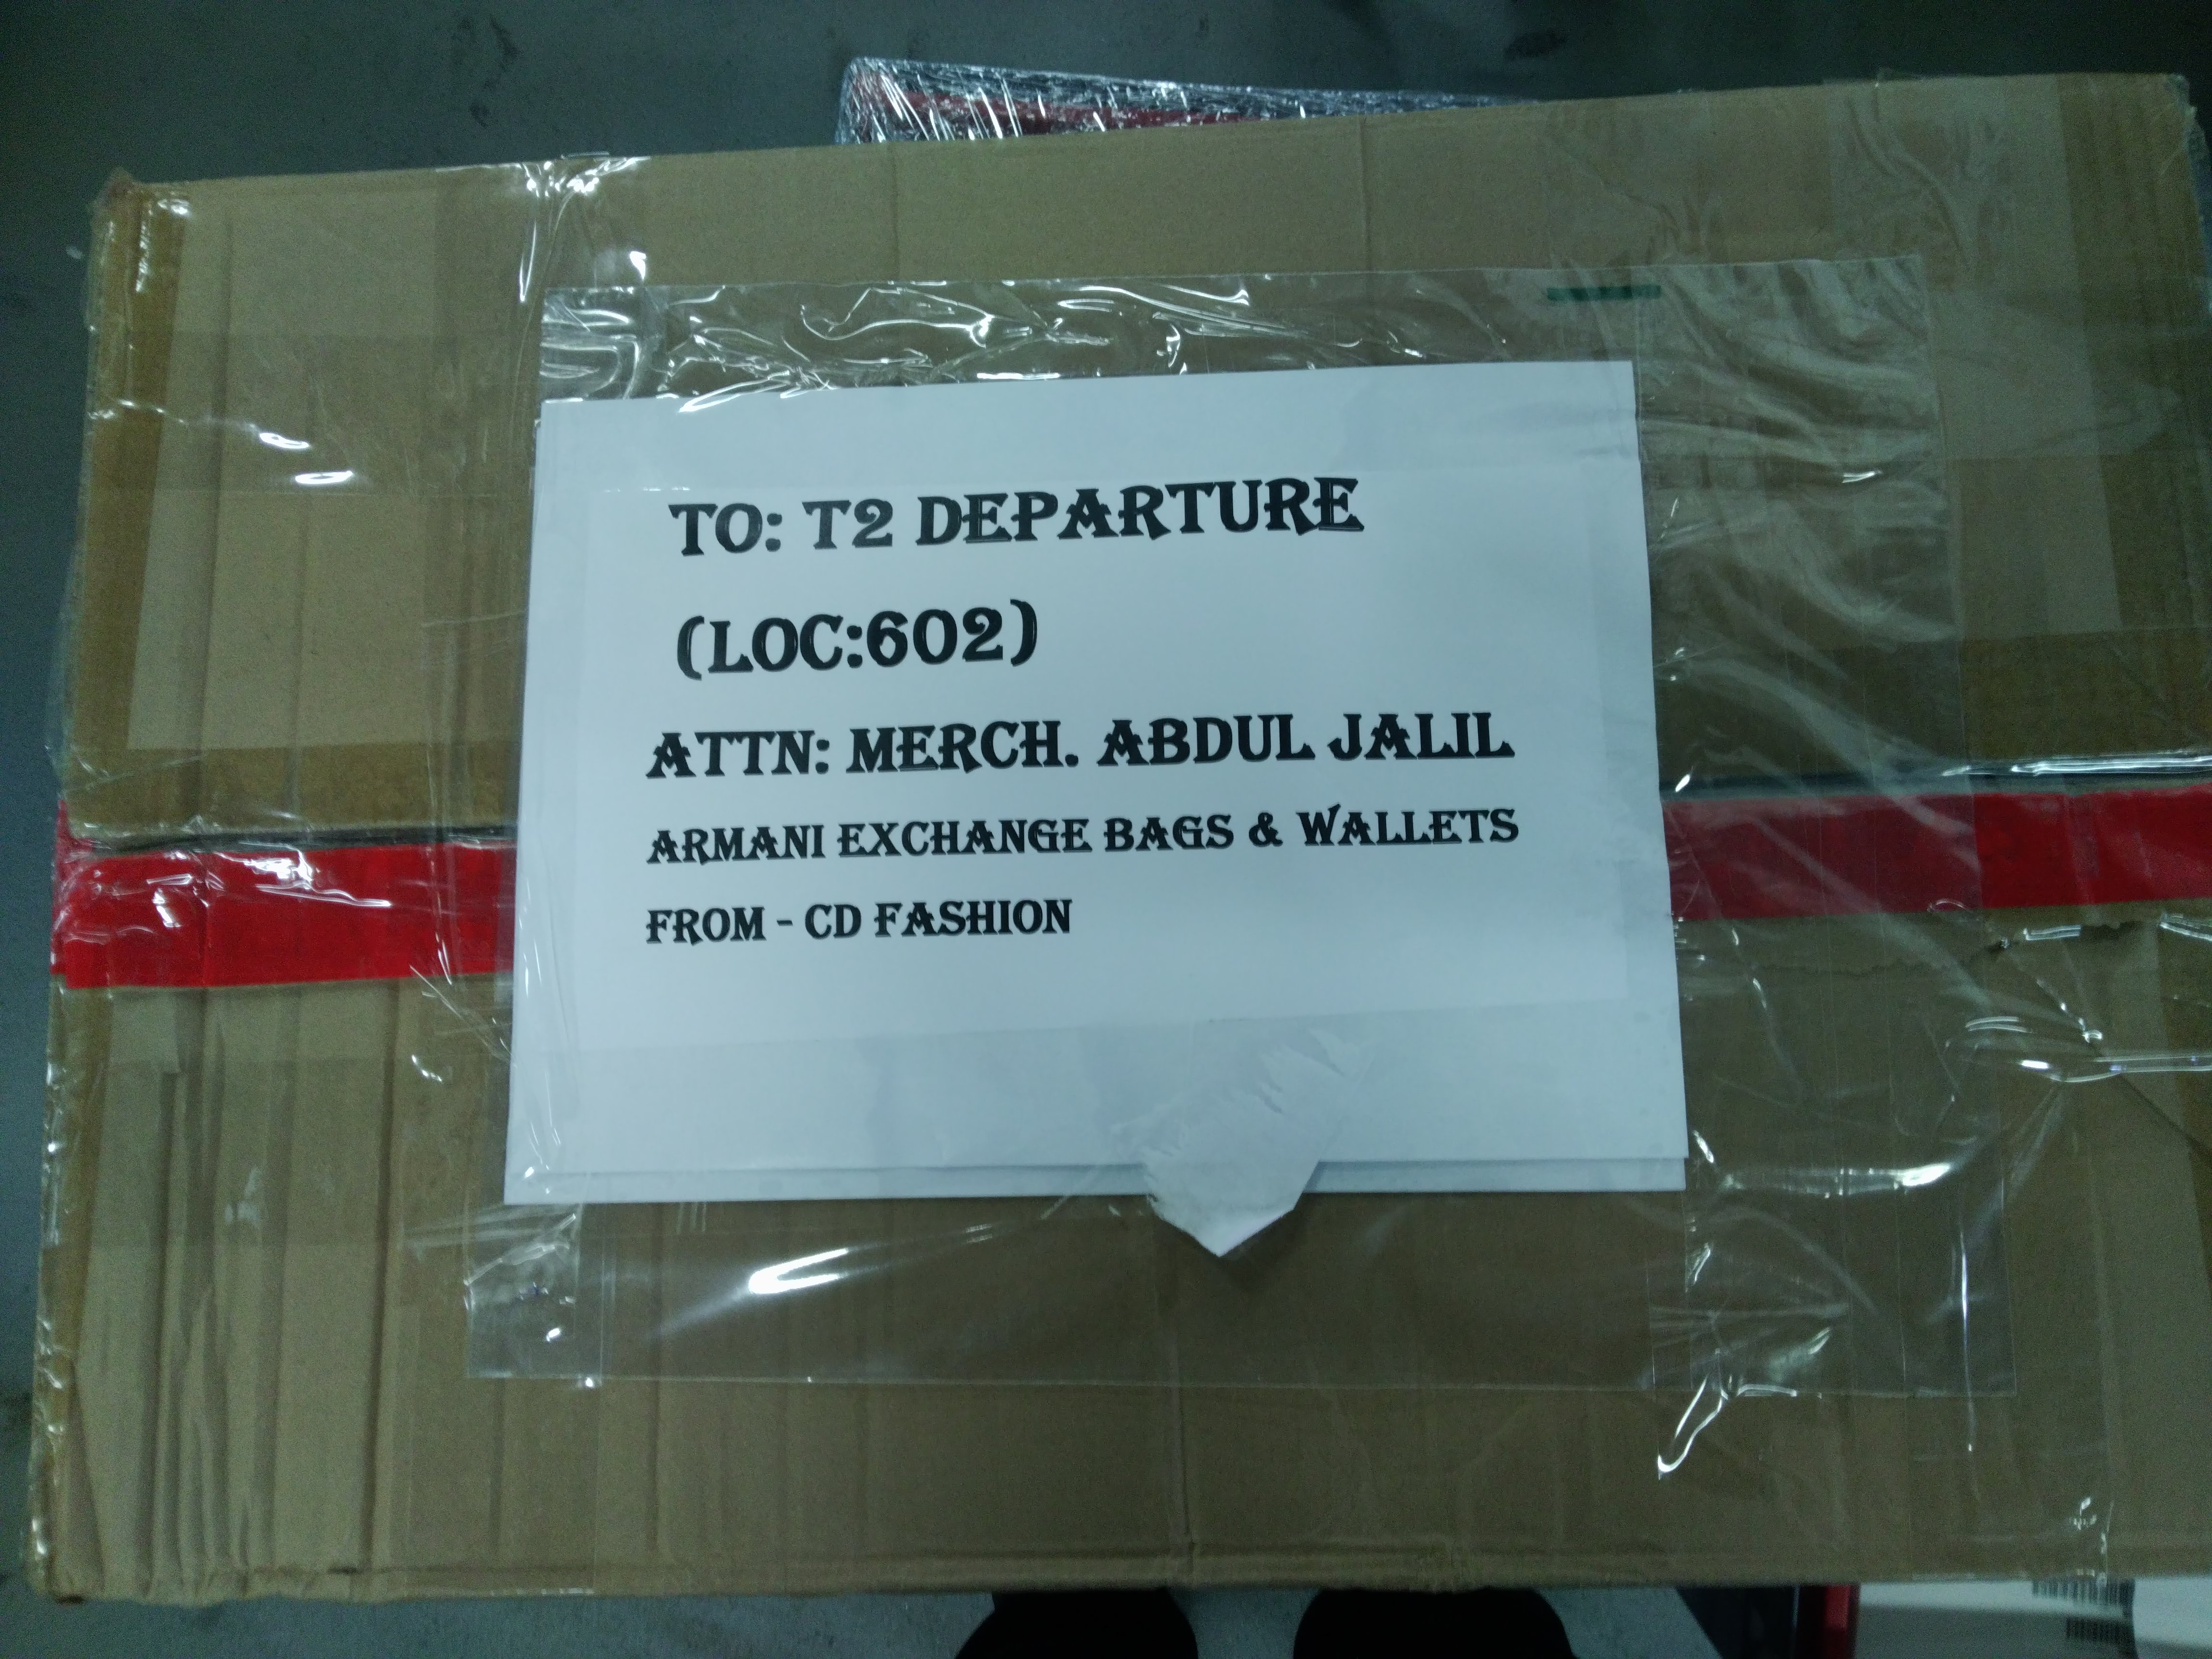 TO: T2 DEPARTURE
(LOC:602)
ATTN: MERCH. ABDUL JALIL
ARMANI EXCHANGE BAGS & WALLETS
FROM - CD FASHION